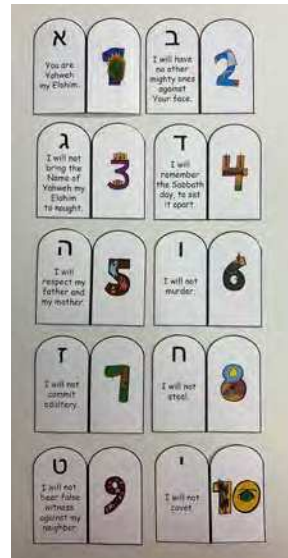 א
You are
Yahweh
my Elohim.
1
ב
I will have
no other
mighty ones
against
Your face.
2
ג
I will not
bring the
Name of
Yahweh my
Elohim
to naught.
3
ד
I will
remember
the Sabbath
day, to set
it apart.
4
ה
I will
respect my
father and
my mother.
5
ו
I will not
murder.
6
ז
I will not
commit
adultery.
7
ח
I will not
steal.
8
ט
I will not
bear false
witness
against my
neighbor.
9
י
I will not
covet.
10